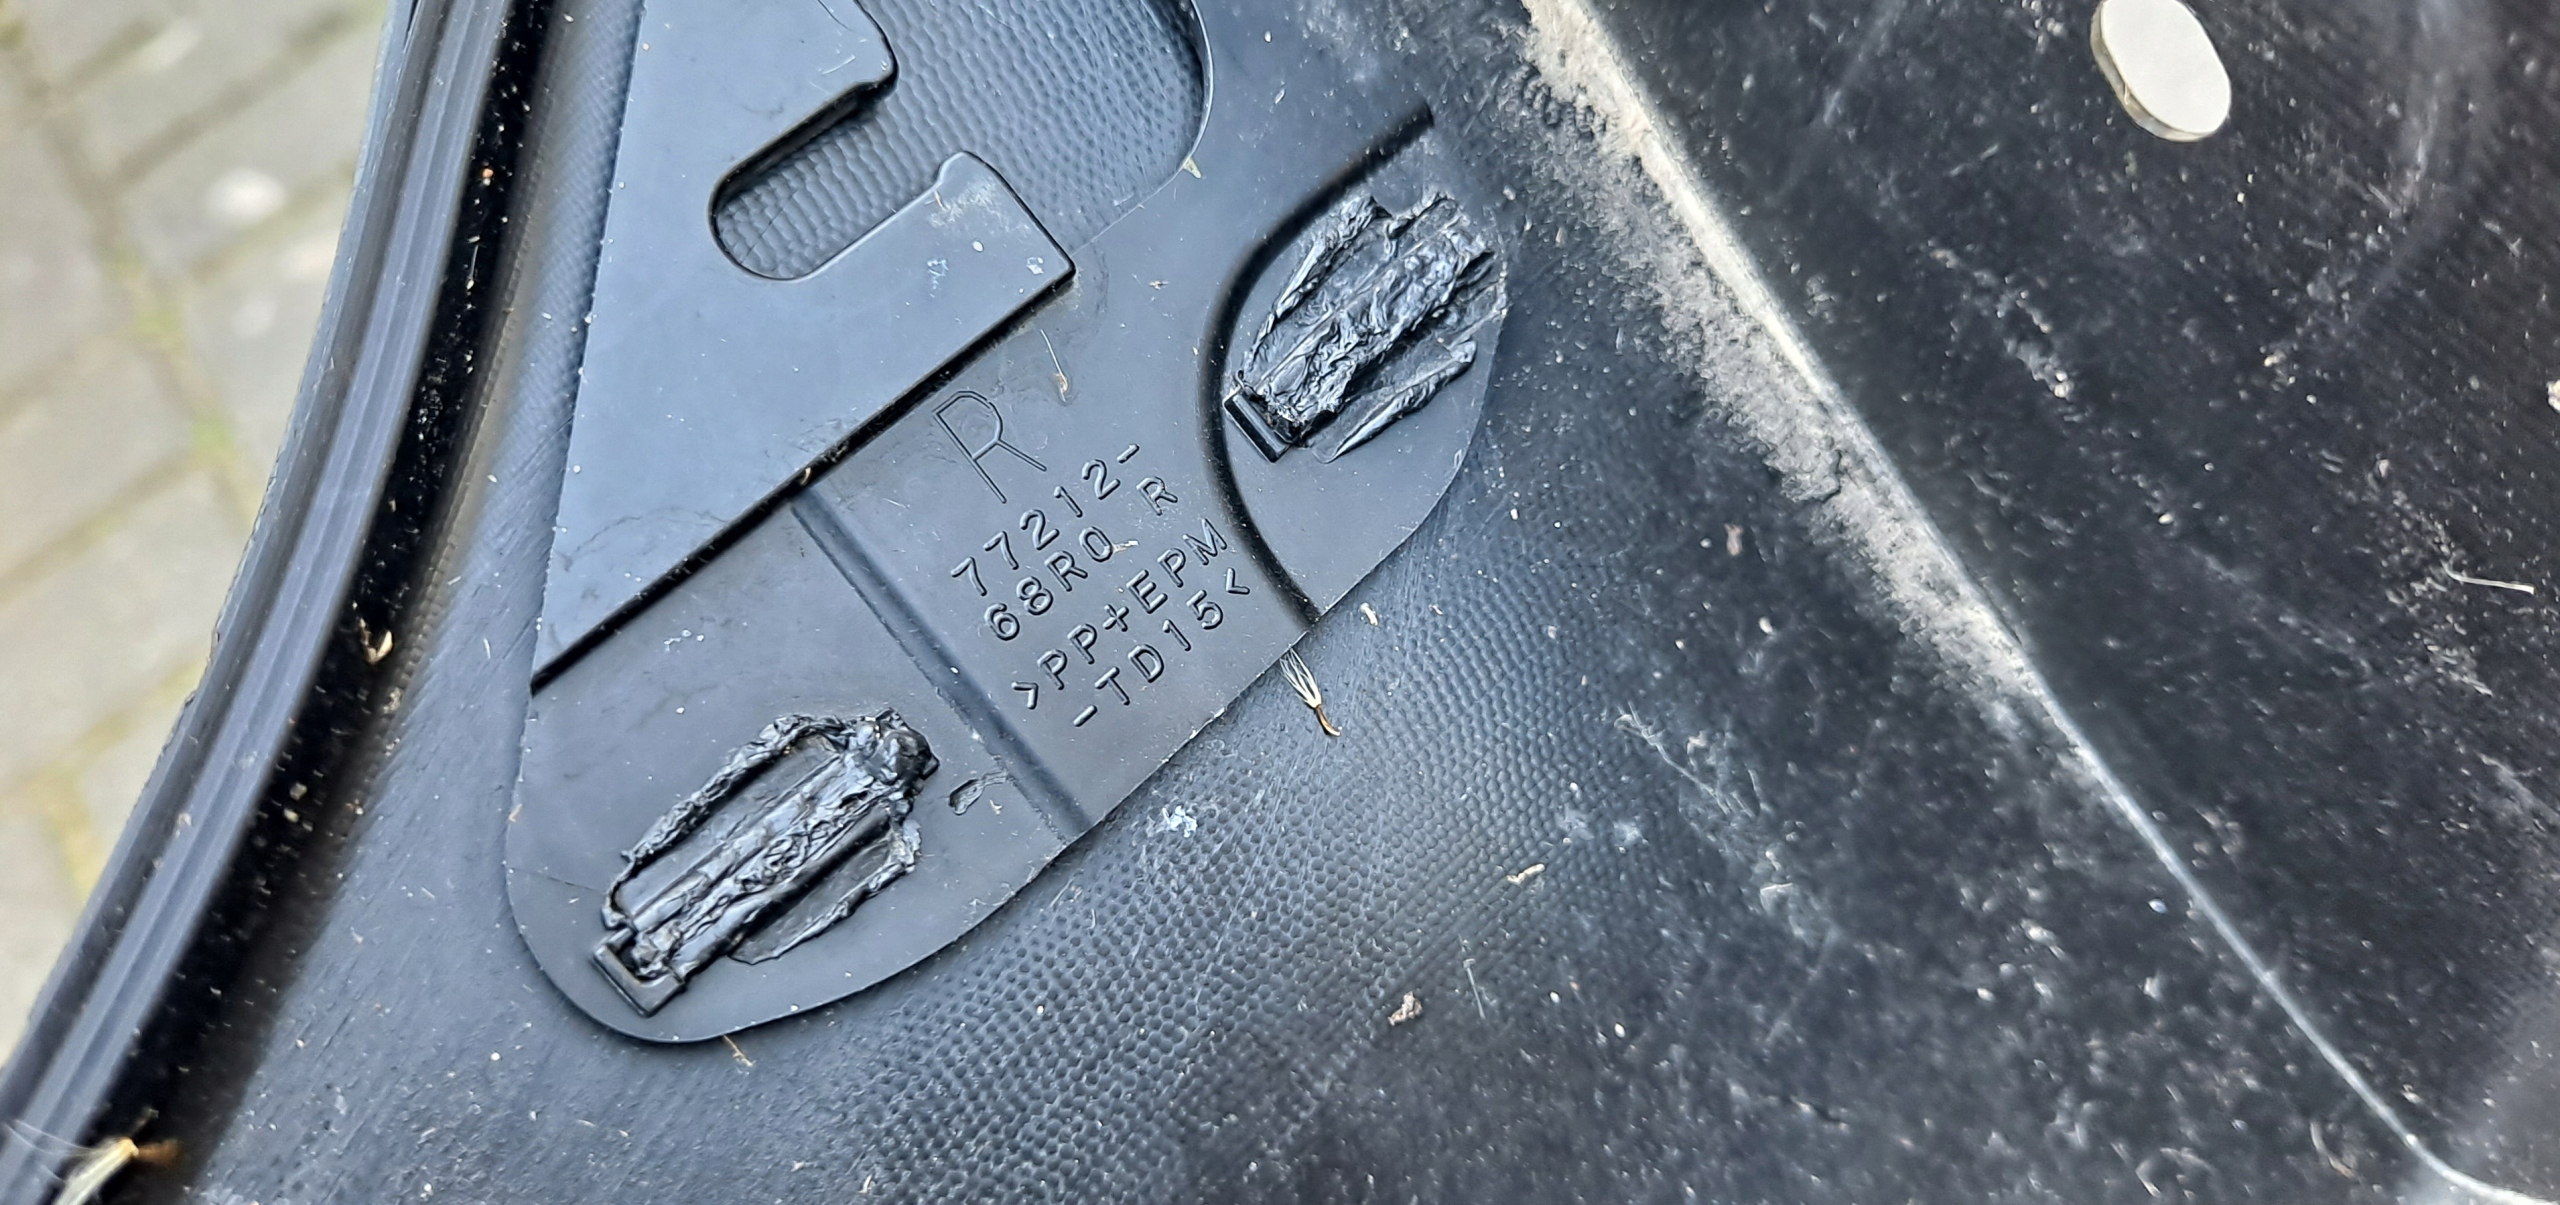 R
77212-
68R0 R
>PP+EPM
-TD15<